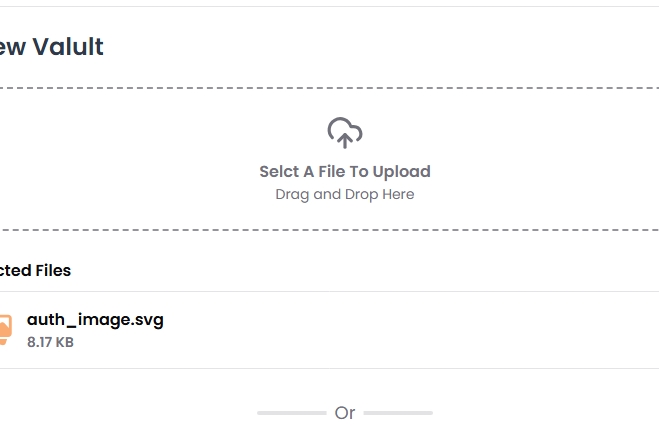 ew Valult
Selct A File To Upload
Drag and Drop Here
cted Files
auth_image.svg
8.17 KB
Or